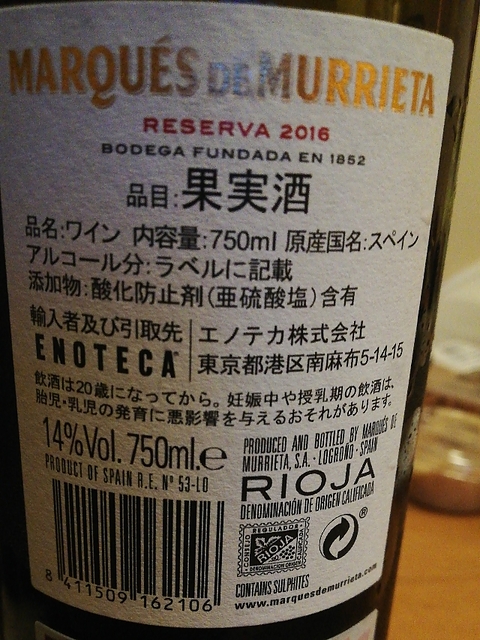 MARQUÉS DE MURRIETA
RESERVA 2016
BODEGA FUNDADA EN 1852
品目:果実酒
品名:ワイン 内容量:750ml 原産国名:スペイン
アルコール分:ラベルに記載
添加物:酸化防止剤(亜硫酸塩)含有
輸入者及び引取先
ENOTECA
エノテカ株式会社
東京都港区南麻布5-14-15
飲酒は20歳になってから。妊娠中や授乳期の飲酒は、
胎児・乳児の発育に悪影響を与えるおそれがあります。
14%Vol. 750ml.e
PRODUCT OF SPAIN R.E. Nº 53-LO
PRODUCED AND BOTTLED BY MARQUÉS DE
MURRIETA, S.A. - LOGROÑO - SPAIN
RIOJA
DENOMINACIÓN DE ORIGEN CALIFICADA
CONSEJO REGULADOR
RIOJA
DENOMINACION ORIGEN
®
CONTAINS SULPHITES
www.marquesdemurrieta.com
8 411509 162106